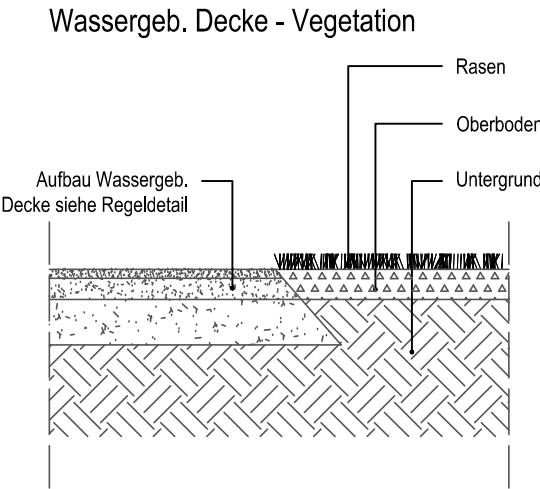 Wassergeb. Decke - Vegetation
Rasen
Oberboden
Aufbau Wassergeb.
Decke siehe Regeldetail
Untergrund